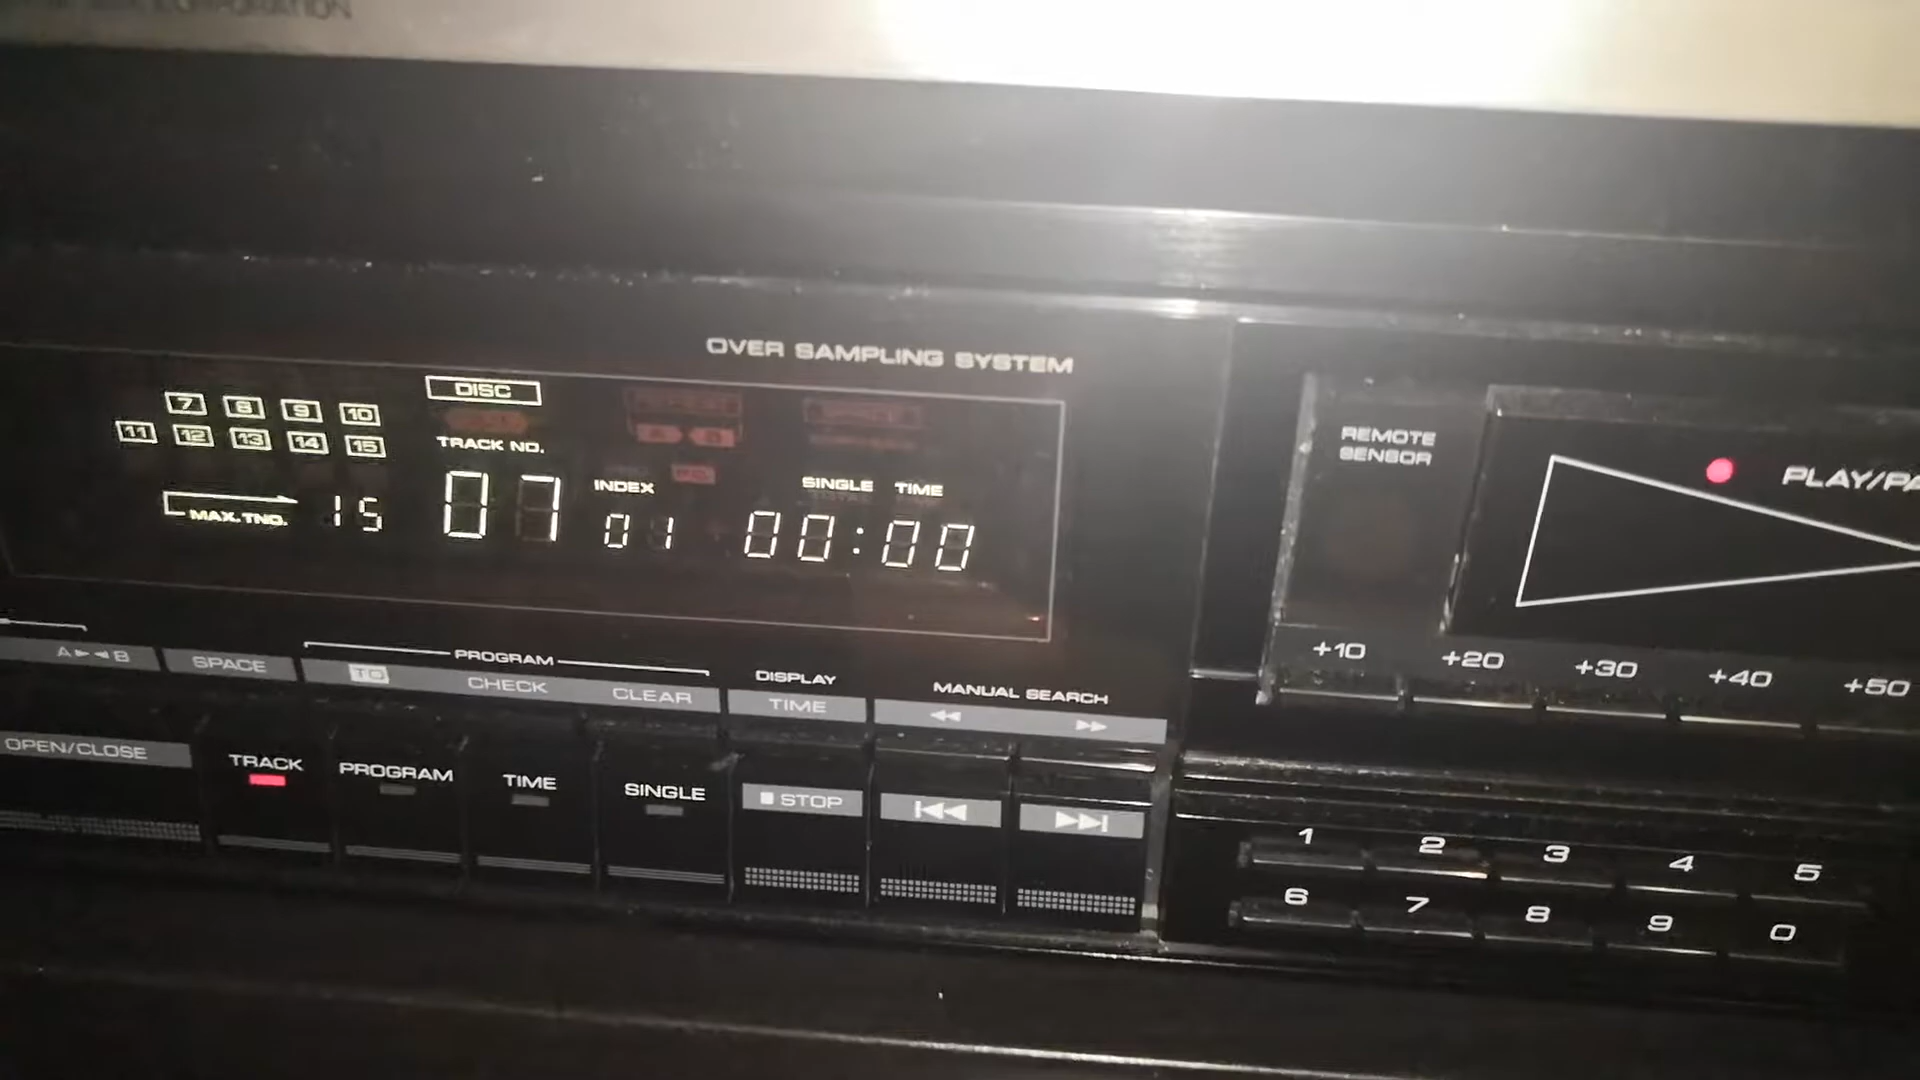 CORPORATION
OVER SAMPLING SYSTEM
DISC
7 8 9 10
11 12 13 14 15
TRACK NO.
MAX.TNO. 15
07
INDEX
01
SINGLE TIME
00:00
REMOTE
SENSOR
PLAY/PA
+10 +20 +30 +40 +50
PROGRAM
A B
SPACE
TO CHECK CLEAR
DISPLAY
TIME
MANUAL SEARCH
OPEN/CLOSE
TRACK
PROGRAM
TIME
SINGLE
STOP
1 2 3 4 5
6 7 8 9 0